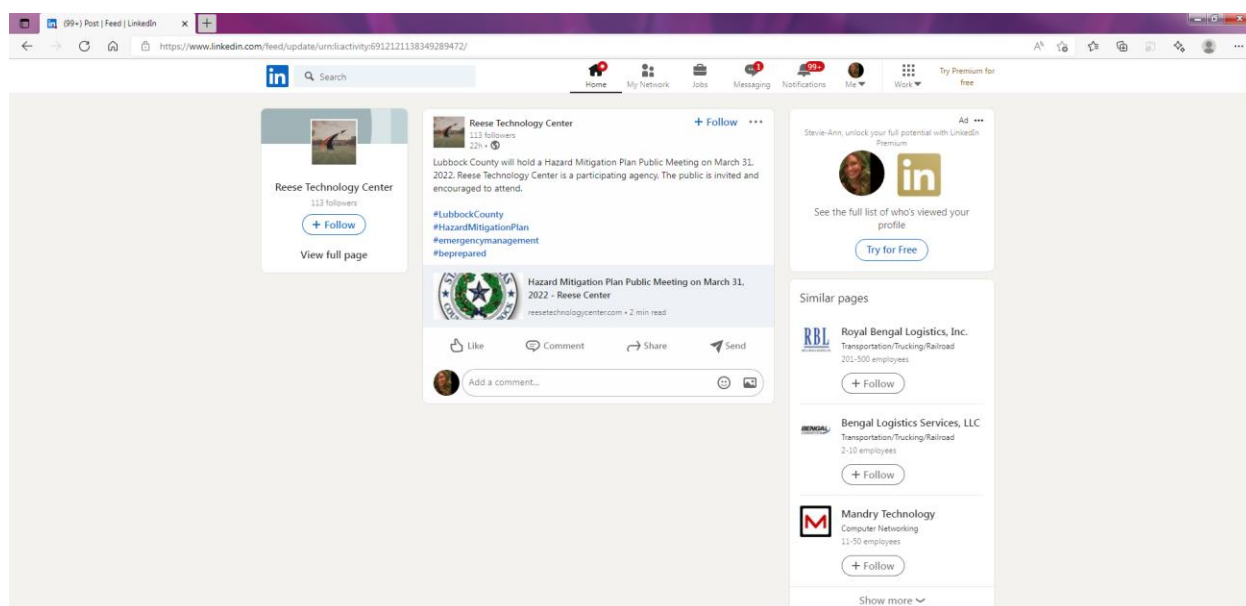 (99+) Post | Feed | LinkedIn
https://www.linkedin.com/feed/update/urn:li:activity:6912121138349289472/
in
Search
Home
My Network
Jobs
1
Messaging
99+
Notifications
Me
Work
Try Premium for
free
Reese Technology Center
113 followers
+ Follow
View full page
Reese Technology Center
113 followers
22h •
+ Follow
Lubbock County will hold a Hazard Mitigation Plan Public Meeting on March 31,
2022. Reese Technology Center is a participating agency. The public is invited and
encouraged to attend.
#LubbockCounty
#HazardMitigationPlan
#emergencymanagement
#beprepared
Hazard Mitigation Plan Public Meeting on March 31,
2022 - Reese Center
reesetechnologycenter.com • 2 min read
Like
Comment
Share
Send
Add a comment...
Ad
Stevie-Ann, unlock your full potential with LinkedIn
Premium
in
See the full list of who's viewed your
profile
Try for Free
Similar pages
RBL
Royal Bengal Logistics, Inc.
Transportation/Trucking/Railroad
201-500 employees
+ Follow
BENGAL
Bengal Logistics Services, LLC
Transportation/Trucking/Railroad
2-10 employees
+ Follow
M
Mandry Technology
Computer Networking
11-50 employees
+ Follow
Show more